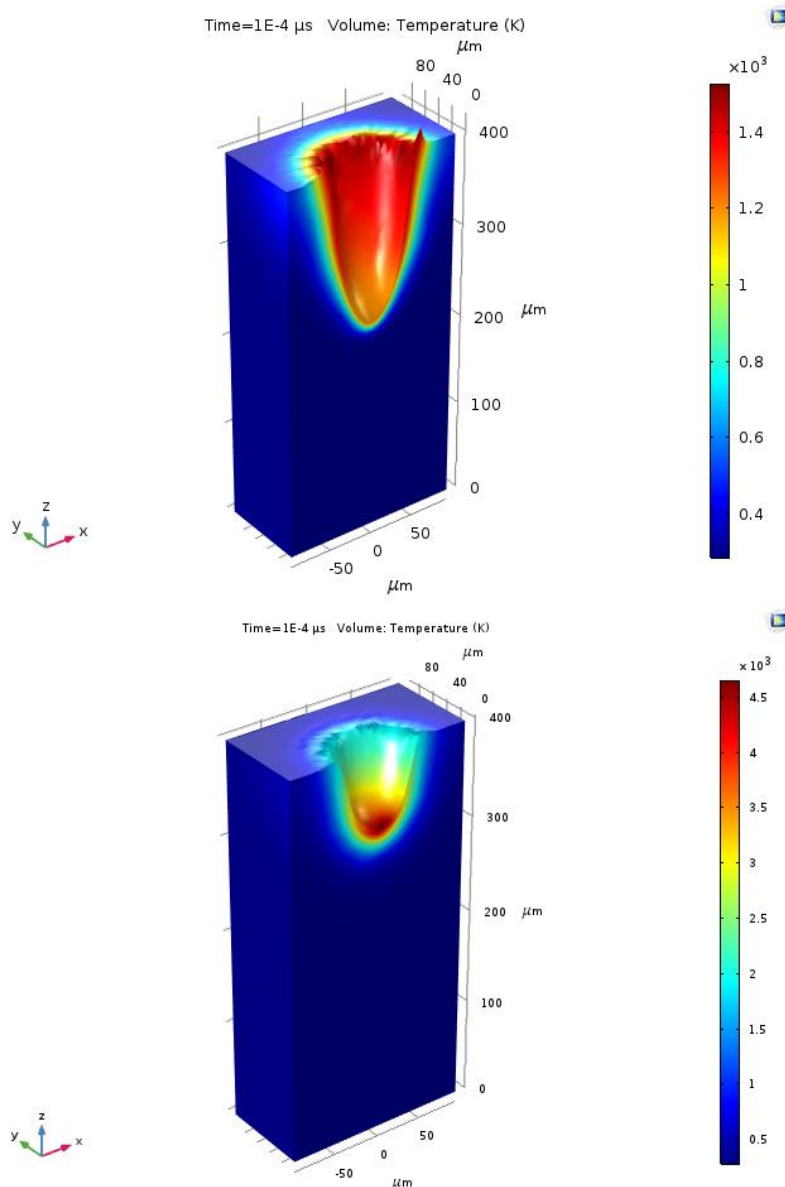 Time=1E-4 μs Volume: Temperature (K)
μm
80
40
0
×10³
400
1.4
300
1.2
μm
200
1
100
0.8
0
0.6
50
0
-50
μm
0.4
z
y
x
Time=1E-4 μs Volume: Temperature (K)
μm
80
40
0
×10³
400
4.5
4
300
3.5
μm
200
3
2.5
100
2
0
1.5
50
0
-50
μm
1
0.5
z
y
x